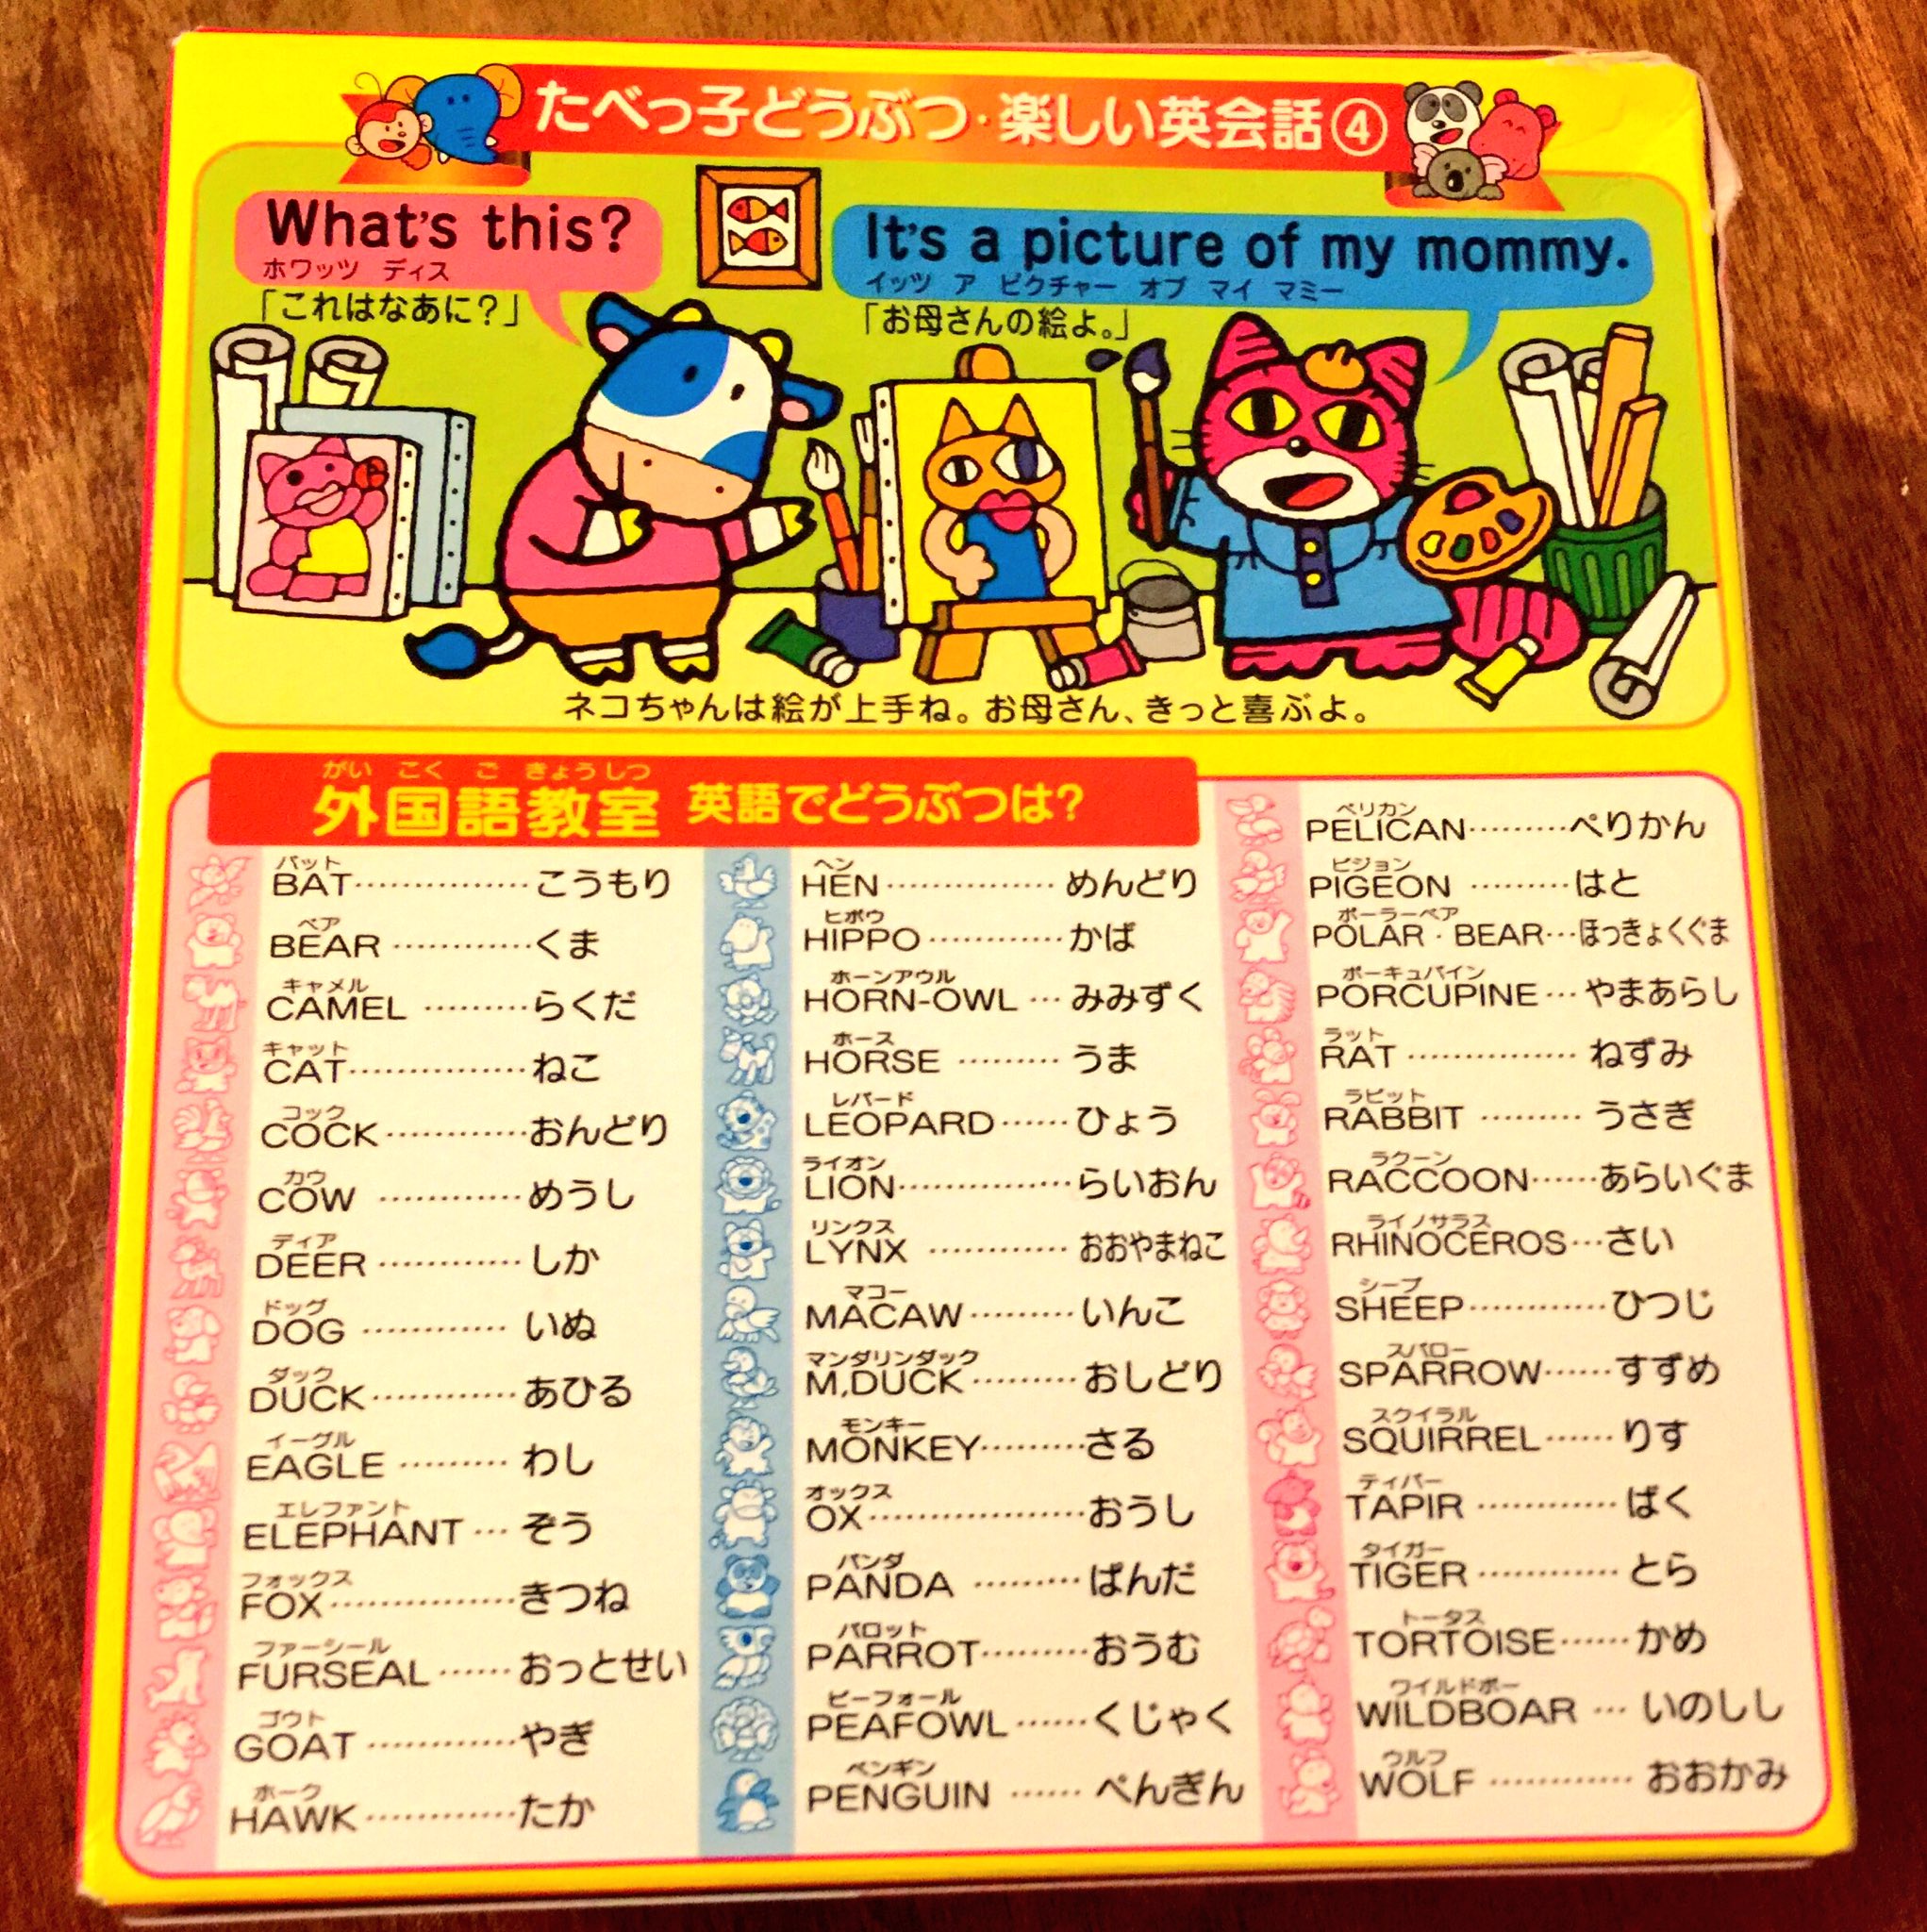 たべっ子どうぶつ・楽しい英会話④
What's this?
ホワッツ ディス
「これはなあに？」
It's a picture of my mommy.
イッツ ア ピクチャー オブ マイ マミー
「お母さんの絵よ。」
ネコちゃんは絵が上手ね。お母さん、きっと喜ぶよ。
がいこくごきょうしつ
外国語教室 英語でどうぶつは？
バット
BAT……………こうもり
ベア
BEAR…………くま
キャメル
CAMEL………らくだ
キャット
CAT……………ねこ
コック
COCK…………おんどり
カウ
COW…………めうし
ディア
DEER…………しか
ドッグ
DOG…………いぬ
ダック
DUCK…………あひる
イーグル
EAGLE………わし
エレファント
ELEPHANT…ぞう
フォックス
FOX……………きつね
ファーシール
FURSEAL……おっとせい
ゴウト
GOAT…………やぎ
ホーク
HAWK…………たか
ヘン
HEN……………めんどり
ヒポウ
HIPPO…………かば
ホーンアウル
HORN-OWL…みみずく
ホース
HORSE………うま
レパード
LEOPARD……ひょう
ライオン
LION……………らいおん
リンクス
LYNX…………おおやまねこ
マコー
MACAW………いんこ
マンダリンダック
M,DUCK………おしどり
モンキー
MONKEY………さる
オックス
OX………………おうし
パンダ
PANDA………ぱんだ
パロット
PARROT………おうむ
ピーフォール
PEAFOWL……くじゃく
ペンギン
PENGUIN……ぺんぎん
ペリカン
PELICAN………ぺりかん
ピジョン
PIGEON………はと
ポーラーベア
POLAR・BEAR…ほっきょくぐま
ポーキュパイン
PORCUPINE…やまあらし
ラット
RAT……………ねずみ
ラビット
RABBIT………うさぎ
ラクーン
RACCOON……あらいぐま
ライノサラス
RHINOCEROS…さい
シープ
SHEEP…………ひつじ
スパロー
SPARROW……すずめ
スクイラル
SQUIRREL……りす
ティパー
TAPIR…………ばく
タイガー
TIGER…………とら
トータス
TORTOISE……かめ
ワイルドボー
WILDBOAR…いのしし
ウルフ
WOLF…………おおかみ